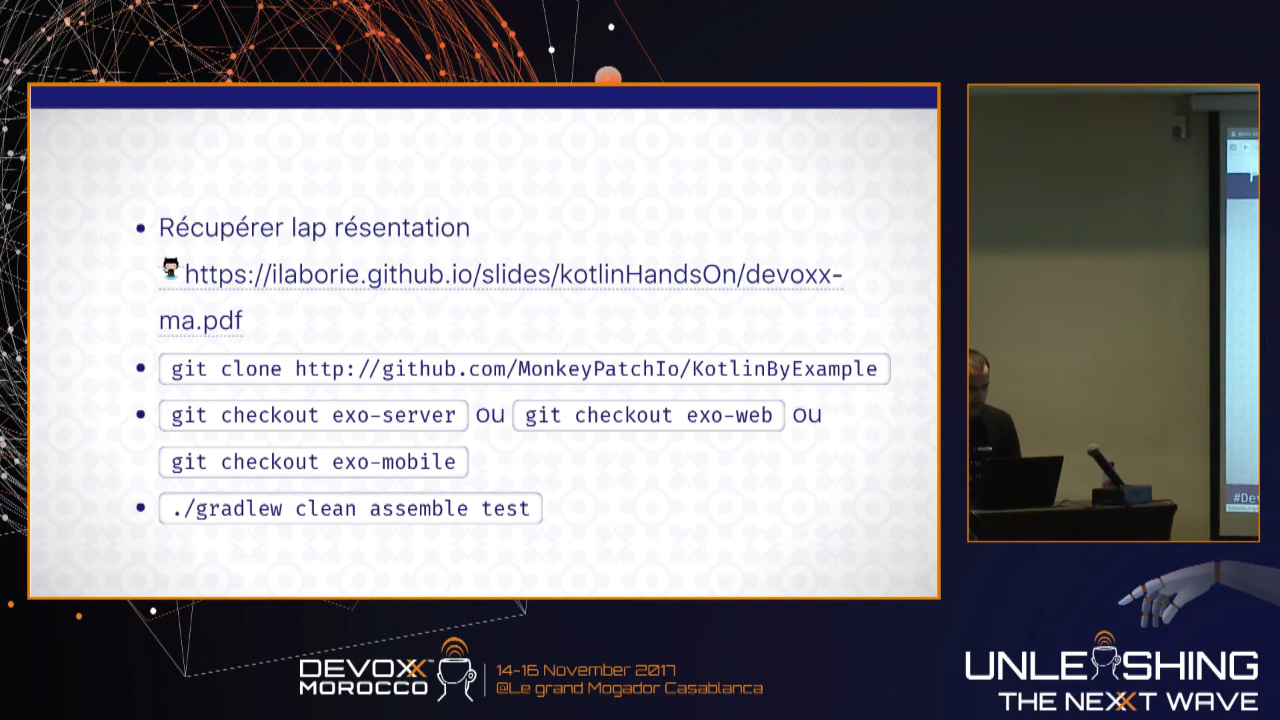 Récupérer lap résentation
https://ilaborie.github.io/slides/kotlinHandsOn/devoxx-
ma.pdf
git clone http://github.com/MonkeyPatchIo/KotlinByExample
git checkout exo-server ou git checkout exo-web ou
git checkout exo-mobile
./gradlew clean assemble test
#De
DEVOXX
MOROCCO
14-16 November 2017
@Le grand Mogador Casablanca
UNLEASHING
THE NEXXT WAVE